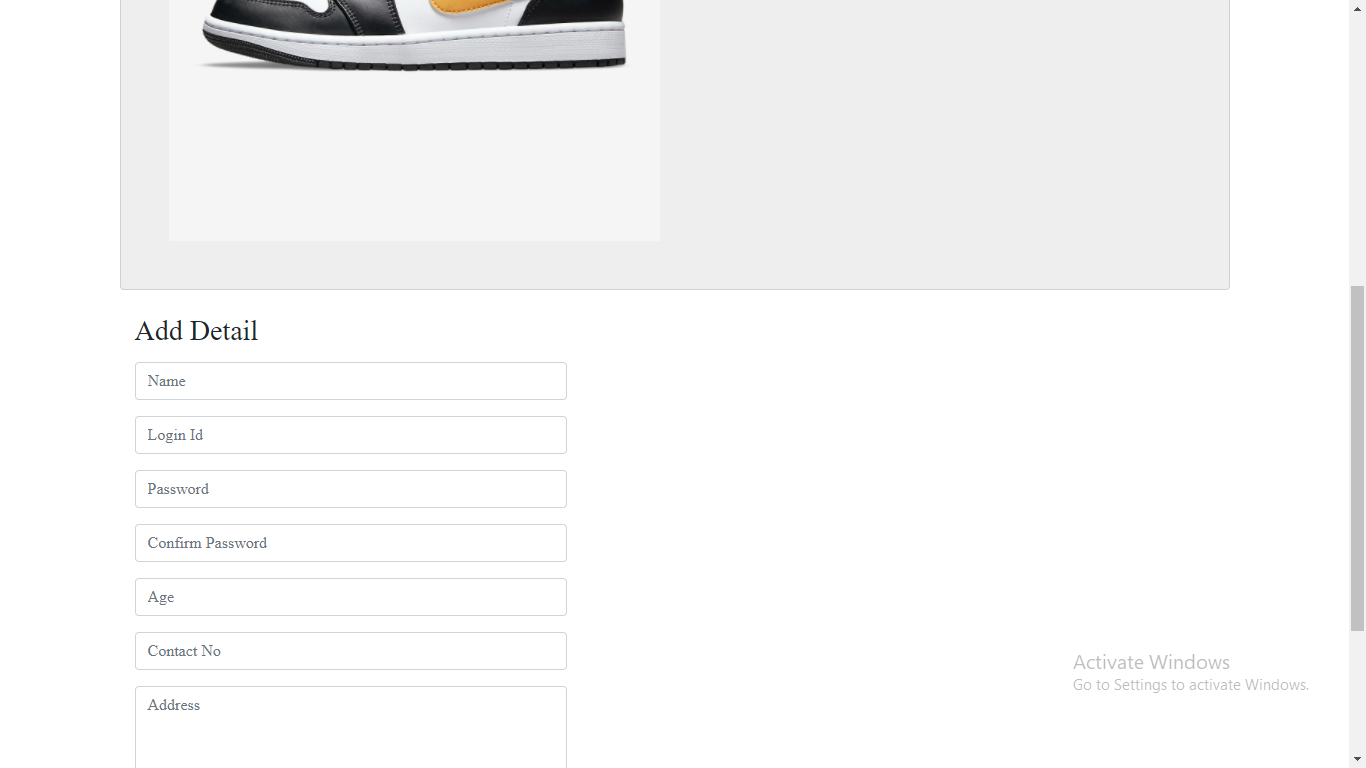 Add Detail
Name
Login Id
Password
Confirm Password
Age
Contact No
Address
Activate Windows
Go to Settings to activate Windows.